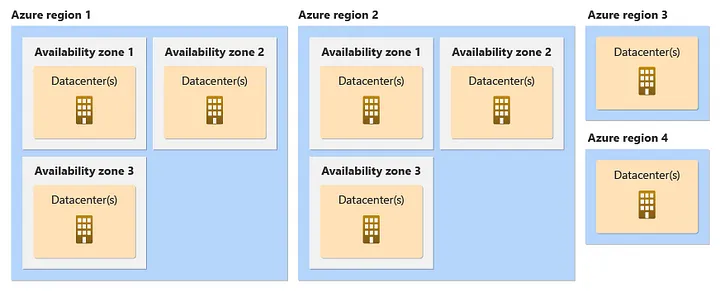 Azure region 1
Availability zone 1
Datacenter(s)
Availability zone 2
Datacenter(s)
Availability zone 3
Datacenter(s)
Azure region 2
Availability zone 1
Datacenter(s)
Availability zone 2
Datacenter(s)
Availability zone 3
Datacenter(s)
Azure region 3
Datacenter(s)
Azure region 4
Datacenter(s)